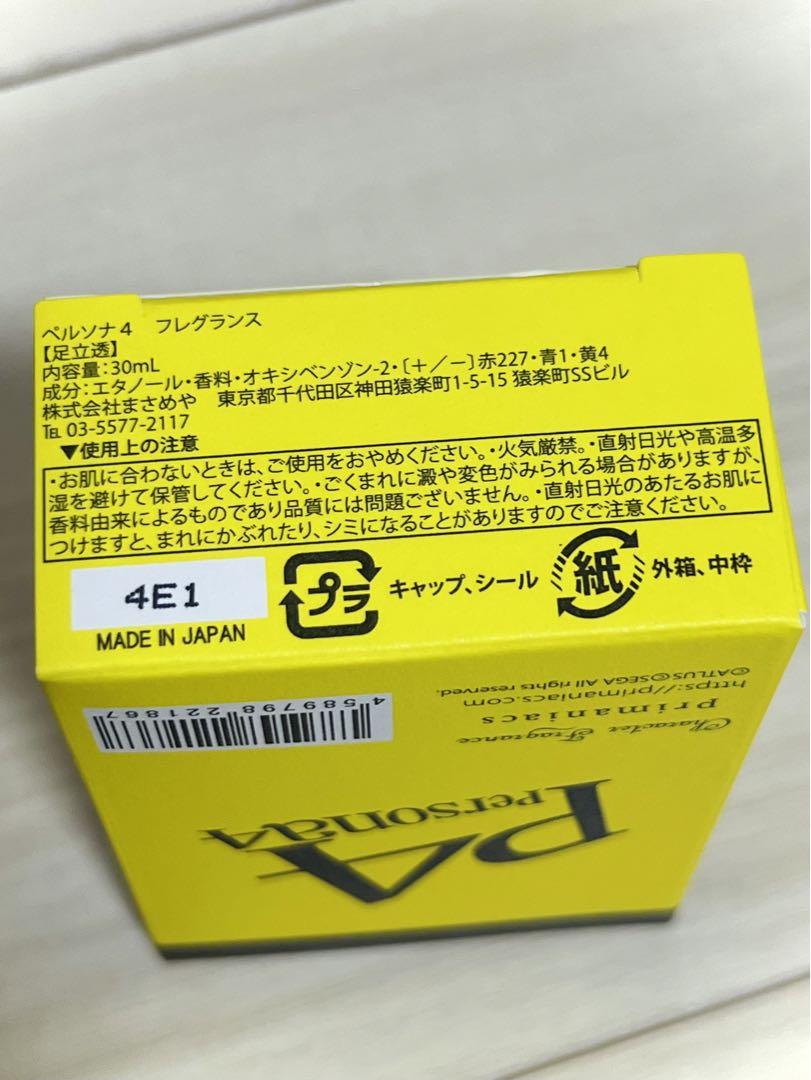 ペルソナ4　フレグランス
【足立透】
内容量：30mL
成分：エタノール・香料・オキシベンゾン-2・〔＋／－〕赤227・青1・黄4
株式会社まさめや　東京都千代田区神田猿楽町1-5-15 猿楽町SSビル
℡ 03-5577-2117
▼使用上の注意
・お肌に合わないときは、ご使用をおやめください。・火気厳禁。・直射日光や高温多
湿を避けて保管してください。・ごくまれに澱や変色がみられる場合がありますが、
香料由来によるものであり品質には問題ございません。・直射日光のあたるお肌に
つけますと、まれにかぶれたり、シミになることがありますのでご注意ください。
4E1
MADE IN JAPAN
プラ
キャップ、シール
紙
外箱、中枠
P4
Persona4
Character Fragrance
primaniacs
https://primaniacs.com
©ATLUS ©SEGA All rights reserved.
4 589798 221867